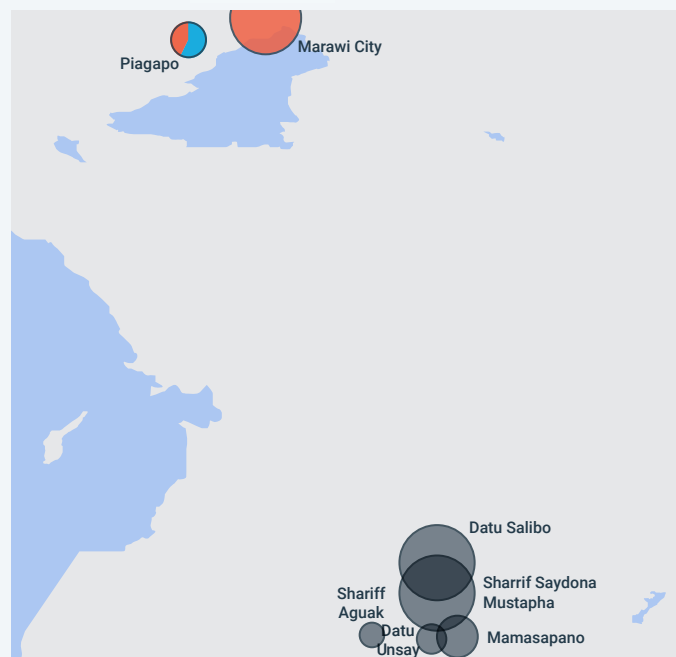 Marawi City
Piagapo
Datu Salibo
Sharrif Saydona
Mustapha
Shariff
Aguak
Datu
Unsay
Mamasapano